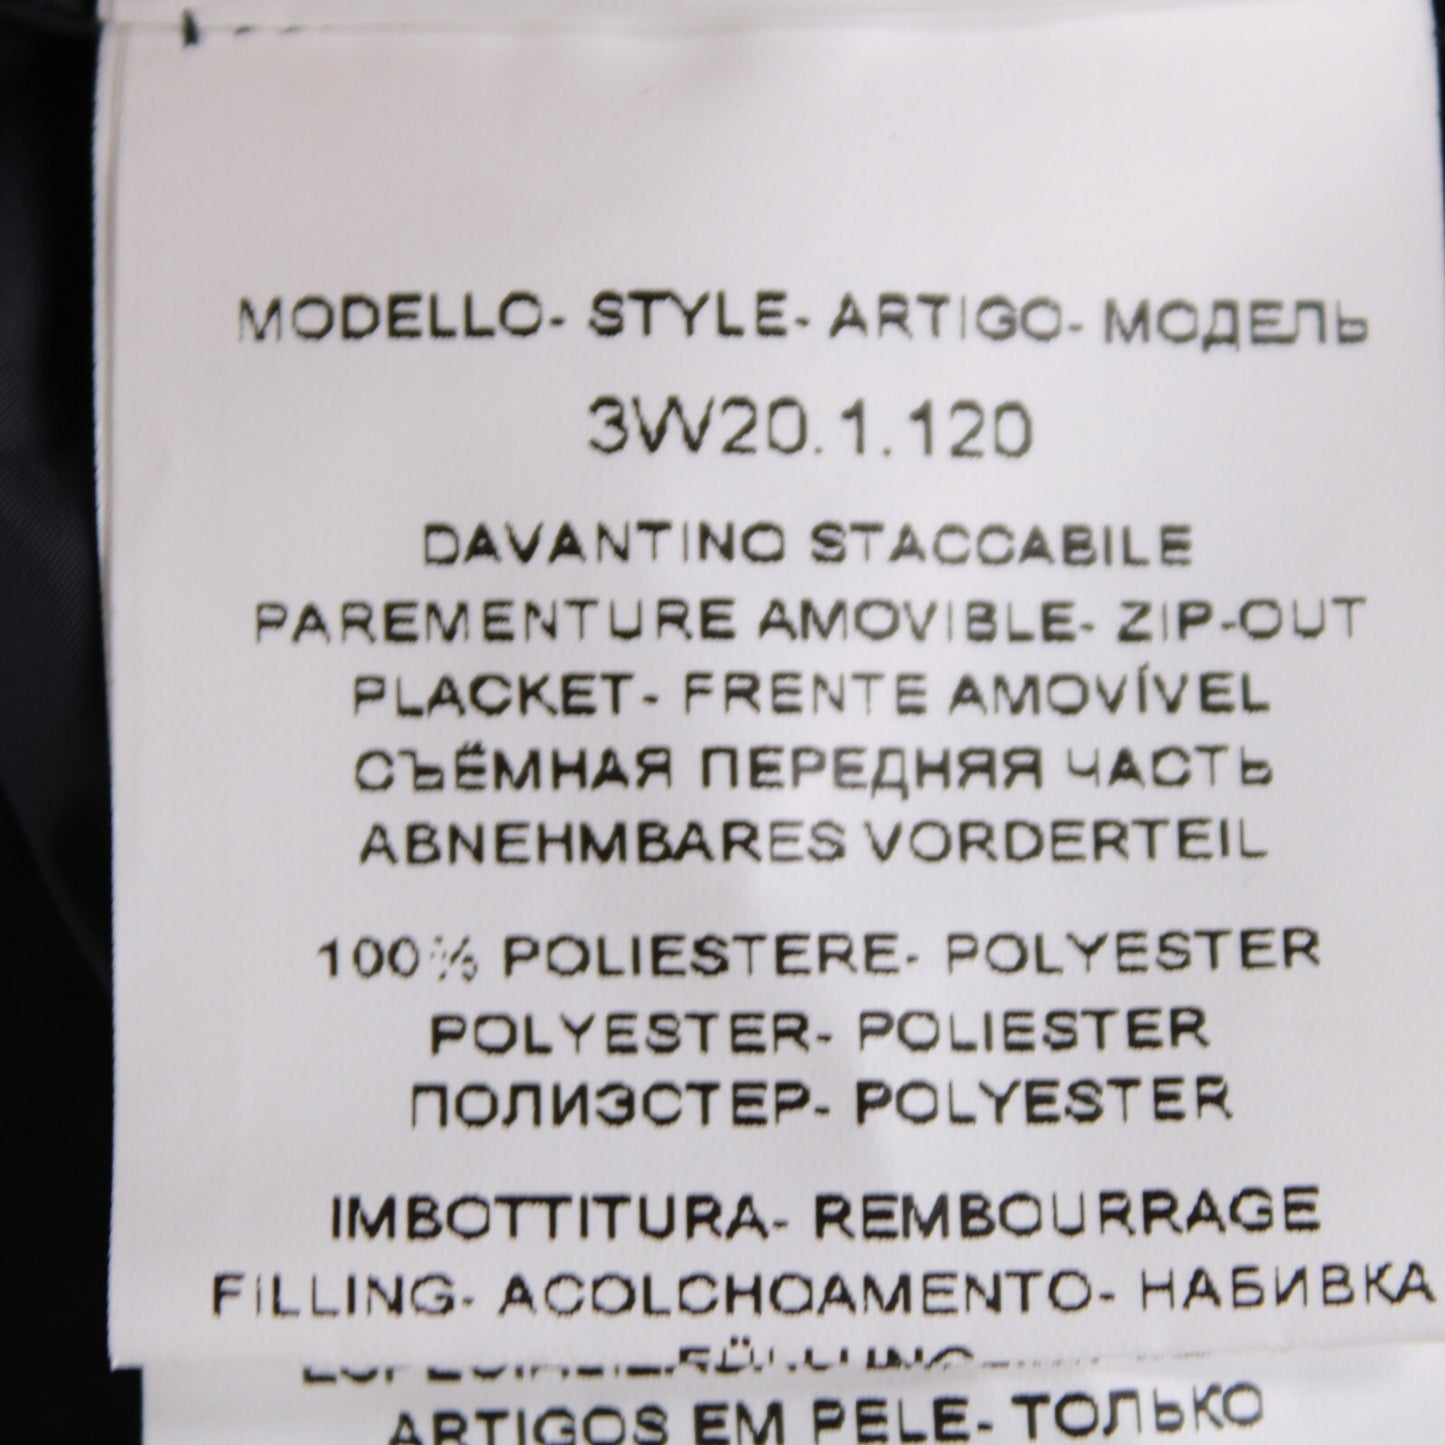 MODELLO- STYLE- ARTIGO- МОДЕЛЬ
3W20.1.120
DAVANTINO STACCABILE
PAREMENTURE AMOVIBLE- ZIP-OUT
PLACKET- FRENTE AMOVÍVEL
СЪЁМНАЯ ПЕРЕДНЯЯ ЧАСТЬ
ABNEHMBARES VORDERTEIL
100% POLIESTERE- POLYESTER
POLYESTER- POLIESTER
ПОЛИЭСТЕР- POLYESTER
IMBOTTITURA- REMBOURRAGE
FILLING- ACOLCHOAMENTO- НАБИВКА
ARTIGOS EM PELE- ТОЛЬКО